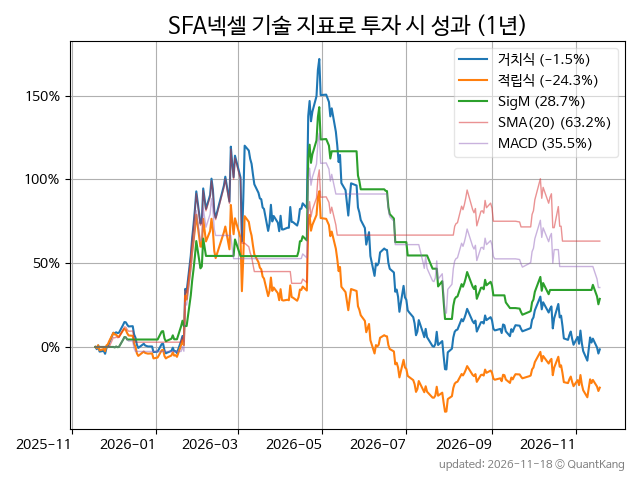 SFA넥셀 기술 지표로 투자 시 성과 (1년)
거치식 (-1.5%)
적립식 (-24.3%)
SigM (28.7%)
SMA(20) (63.2%)
MACD (35.5%)
150%
100%
50%
0%
2025-11 2026-01 2026-03 2026-05 2026-07 2026-09 2026-11
updated: 2026-11-18 © QuantKang